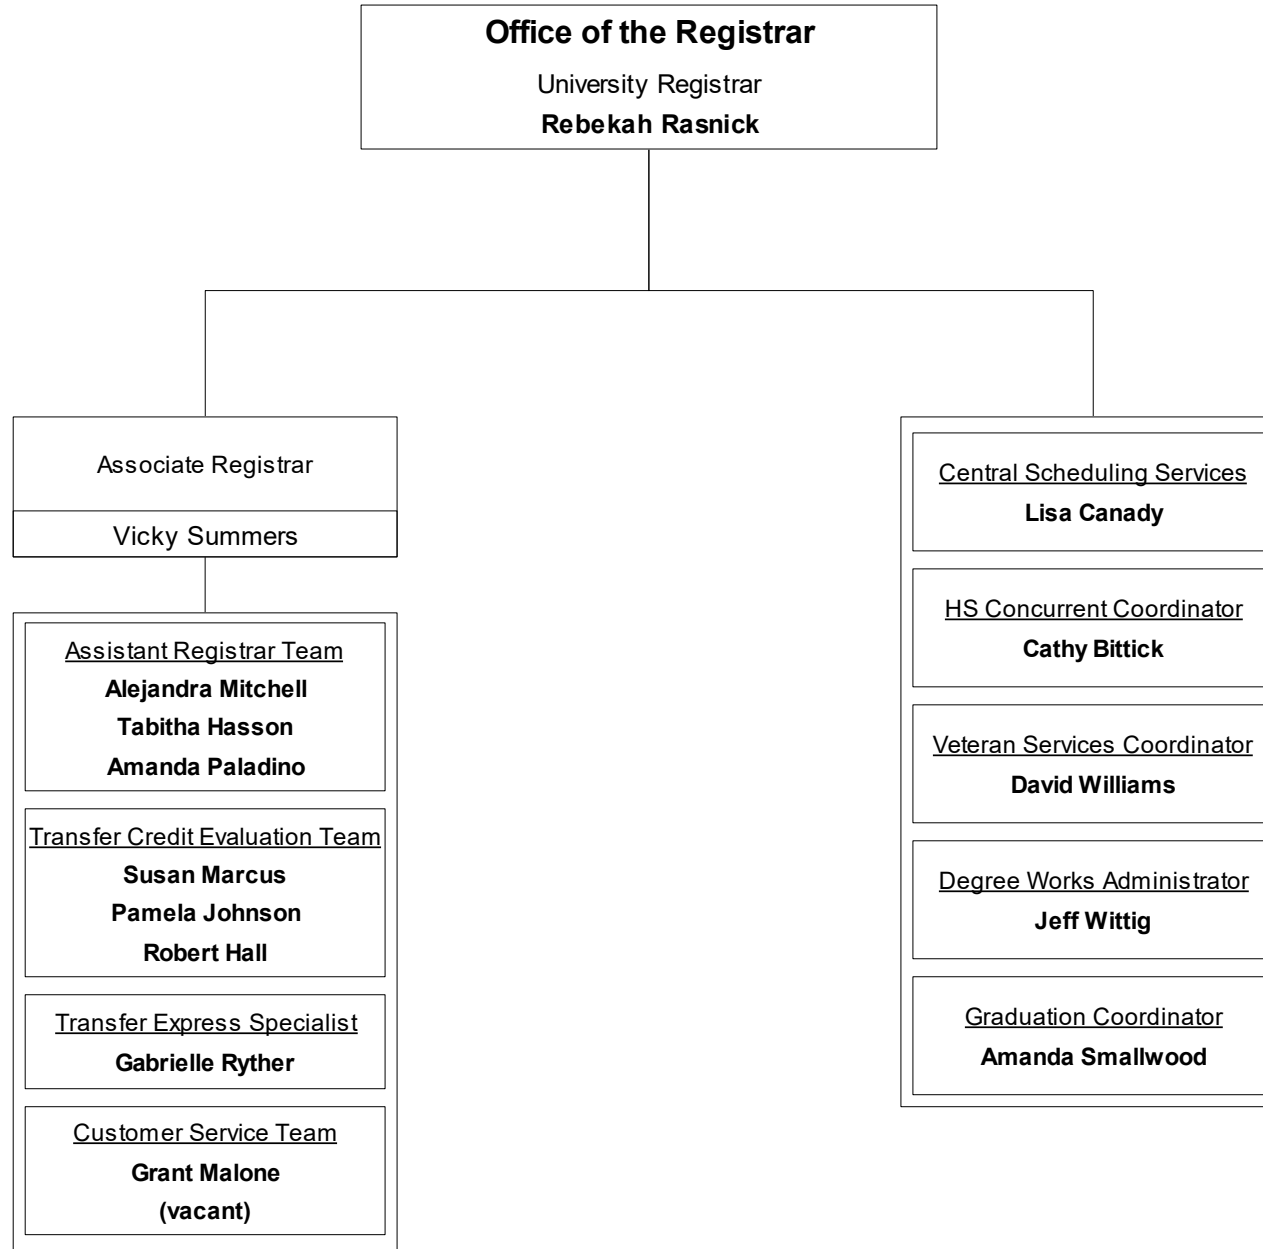 Office of the Registrar
University Registrar
Rebekah Rasnick
Associate Registrar
Vicky Summers
Assistant Registrar Team
Alejandra Mitchell
Tabitha Hasson
Amanda Paladino
Transfer Credit Evaluation Team
Susan Marcus
Pamela Johnson
Robert Hall
Transfer Express Specialist
Gabrielle Ryther
Customer Service Team
Grant Malone
(vacant)
Central Scheduling Services
Lisa Canady
HS Concurrent Coordinator
Cathy Bittick
Veteran Services Coordinator
David Williams
Degree Works Administrator
Jeff Wittig
Graduation Coordinator
Amanda Smallwood